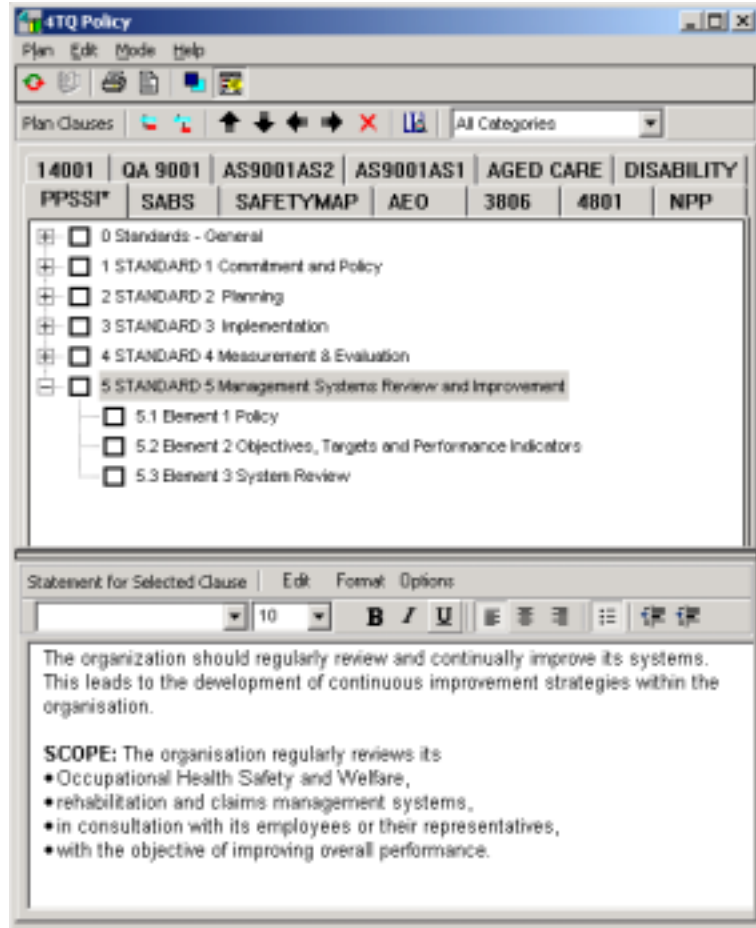 4TQ Policy
Plan Edit Mode Help
Plan Clauses All Categories
14001 QA 9001 AS9001AS2 AS9001AS1 AGED CARE DISABILITY
PPSSI* SABS SAFETYMAP AEO 3806 4801 NPP
0 Standards - General
1 STANDARD 1 Commitment and Policy
2 STANDARD 2 Planning
3 STANDARD 3 Implementation
4 STANDARD 4 Measurement & Evaluation
5 STANDARD 5 Management Systems Review and Improvement
5.1 Element 1 Policy
5.2 Element 2 Objectives, Targets and Performance Indicators
5.3 Element 3 System Review
Statement for Selected Clause Edit Format Options
10 B I U
The organization should regularly review and continually improve its systems.
This leads to the development of continuous improvement strategies within the
organisation.
SCOPE: The organisation regularly reviews its
•Occupational Health Safety and Welfare,
•rehabilitation and claims management systems,
•in consultation with its employees or their representatives,
•with the objective of improving overall performance.